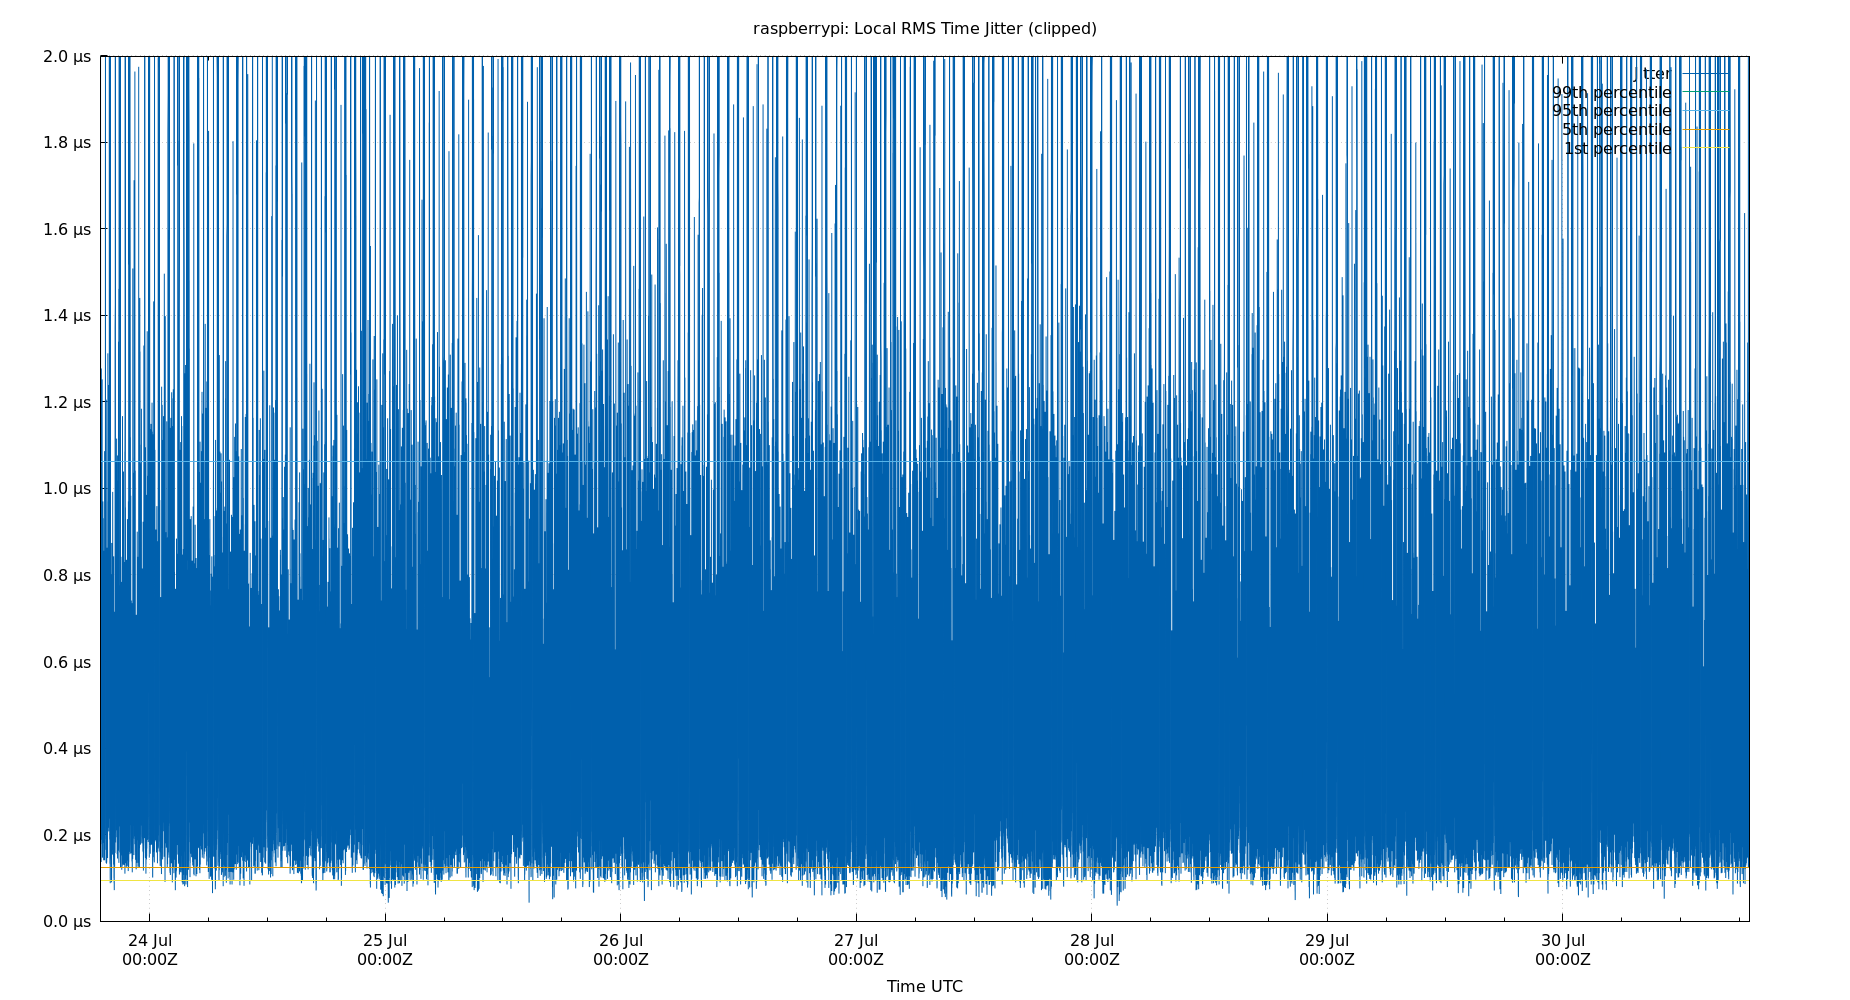 raspberrypi: Local RMS Time Jitter (clipped)
2.0 µs
1.8 µs
1.6 µs
1.4 µs
1.2 µs
1.0 µs
0.8 µs
0.6 µs
0.4 µs
0.2 µs
0.0 µs
jitter
99th percentile
95th percentile
5th percentile
1st percentile
24 Jul 25 Jul 26 Jul 27 Jul 28 Jul 29 Jul 30 Jul
00:00Z 00:00Z 00:00Z 00:00Z 00:00Z 00:00Z 00:00Z
Time UTC